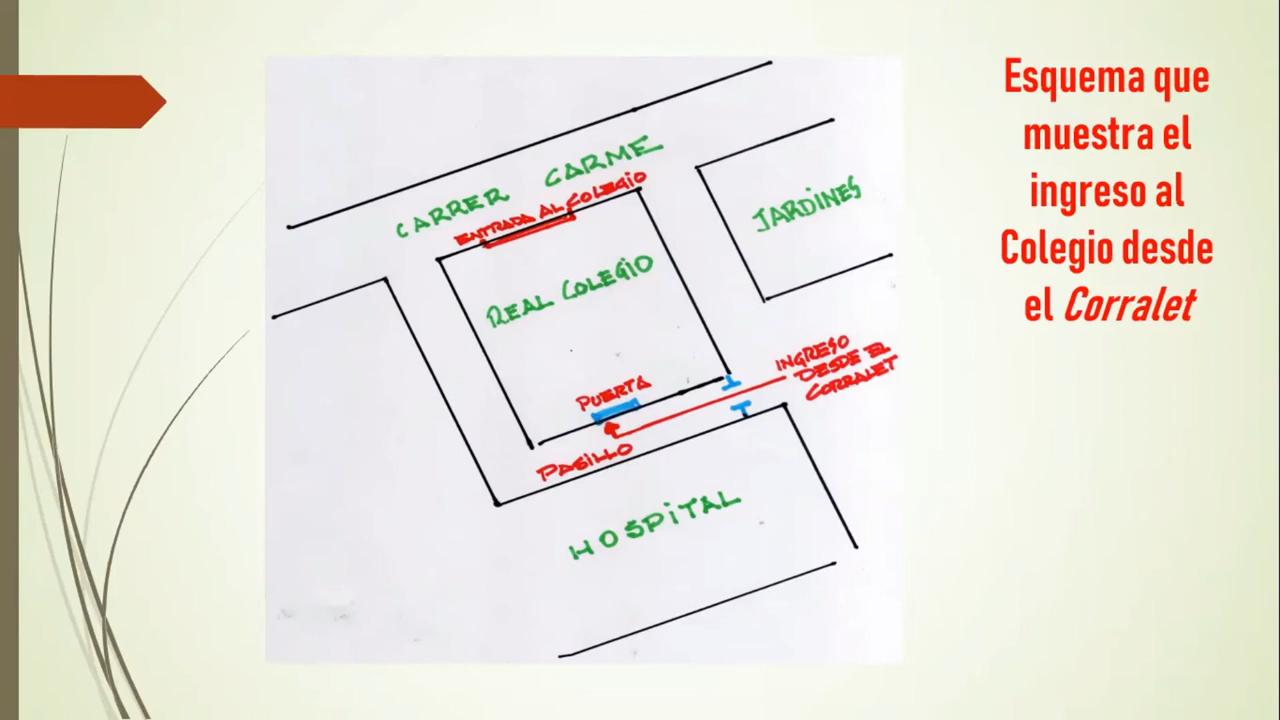 Esquema que
muestra el
ingreso al
Colegio desde
el Corralet
CARRER CARME
ENTRADA AL COLEGIO
JARDINES
REAL COLEGIO
INGRESO
DESDE EL
CORRALET
PUERTA
PASILLO
HOSPITAL